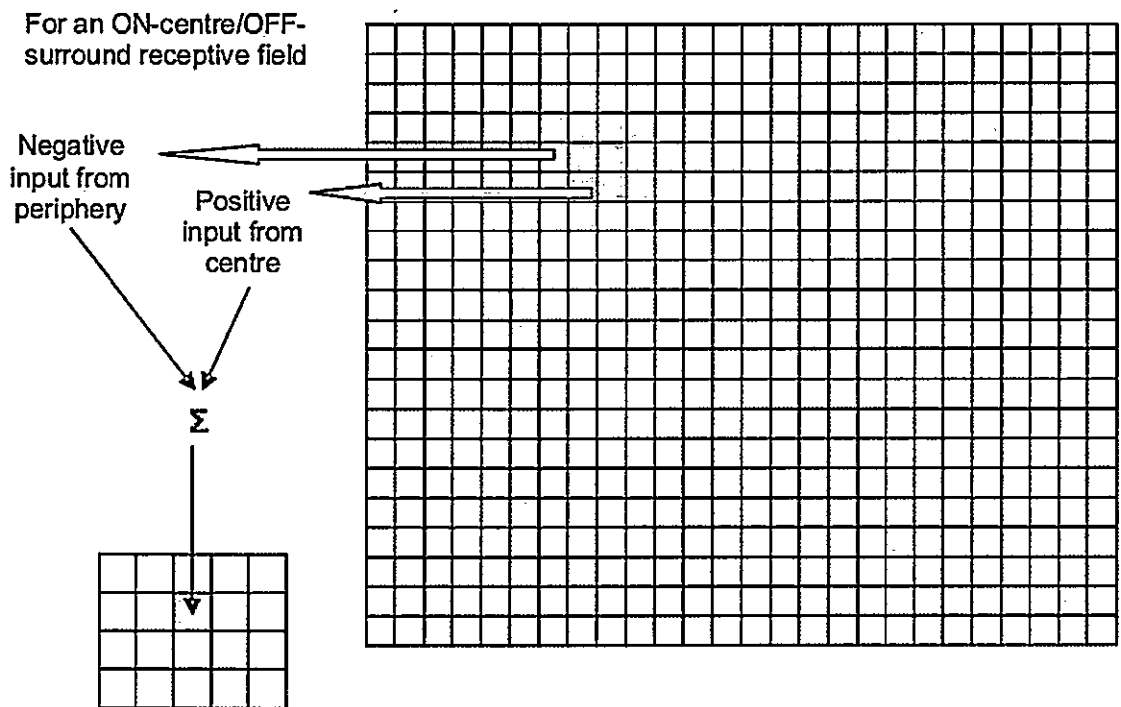 For an ON-centre/OFF-
surround receptive field
Negative
input from
periphery
Positive
input from
centre
Σ